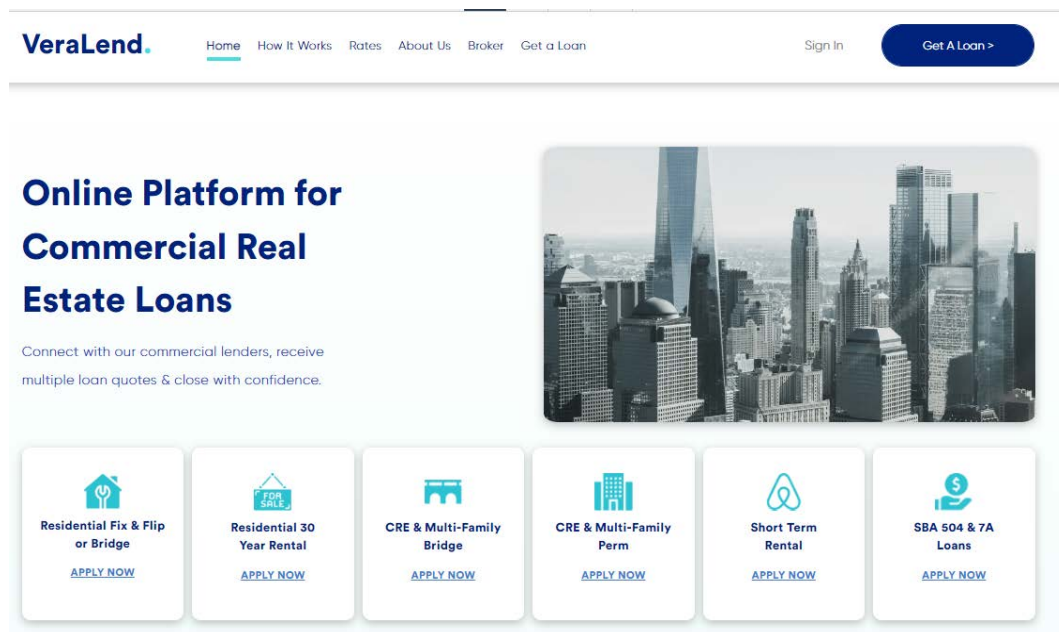 VeraLend.
Home How It Works Rates About Us Broker Get a Loan
Sign In
Get A Loan >
Online Platform for
Commercial Real
Estate Loans
Connect with our commercial lenders, receive
multiple loan quotes & close with confidence.
Residential Fix & Flip
or Bridge
APPLY NOW
FOR
SALE
Residential 30
Year Rental
APPLY NOW
CRE & Multi-Family
Bridge
APPLY NOW
CRE & Multi-Family
Perm
APPLY NOW
Short Term
Rental
APPLY NOW
$
SBA 504 & 7A
Loans
APPLY NOW